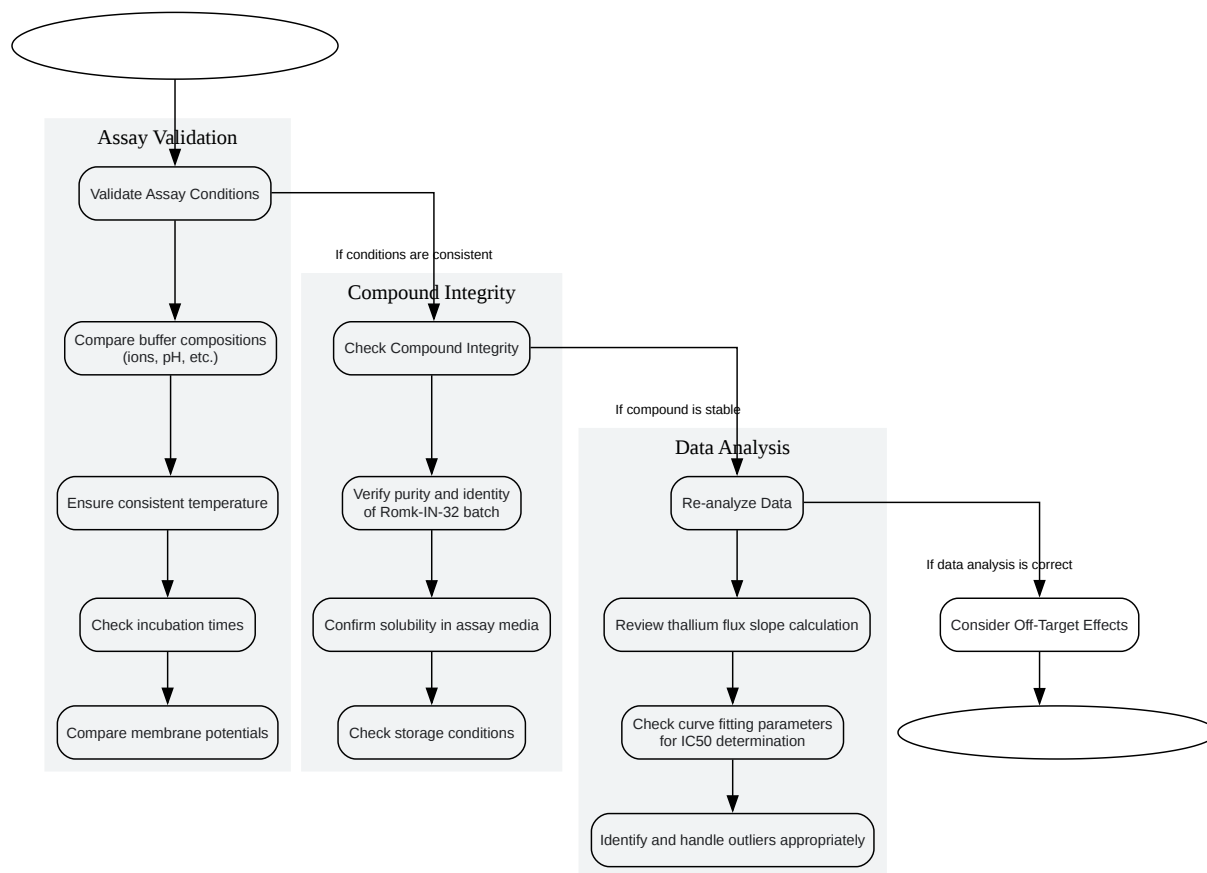 Assay Validation
Validate Assay Conditions
Compare buffer compositions
(ions, pH, etc.)
Ensure consistent temperature
Check incubation times
Compare membrane potentials
If conditions are consistent
Compound Integrity
Check Compound Integrity
Verify purity and identity
of Romk-IN-32 batch
Confirm solubility in assay media
Check storage conditions
If compound is stable
Data Analysis
Re-analyze Data
Review thallium flux slope calculation
Check curve fitting parameters
for IC50 determination
Identify and handle outliers appropriately
If data analysis is correct
Consider Off-Target Effects